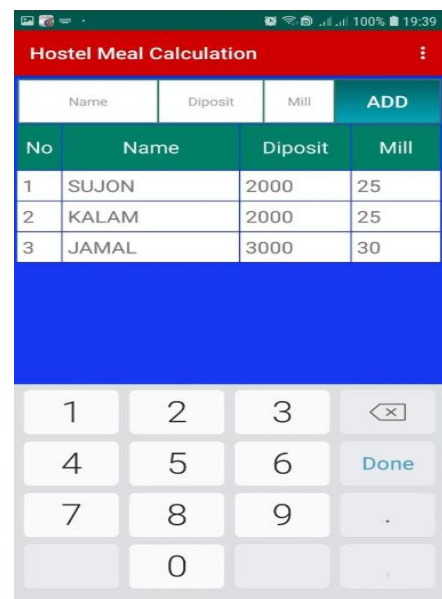 100% 19:39
Hostel Meal Calculation
Name Diposit Mill ADD
No Name Diposit Mill
1 SUJON 2000 25
2 KALAM 2000 25
3 JAMAL 3000 30
1 2 3
4 5 6 Done
7 8 9 .
0 ,